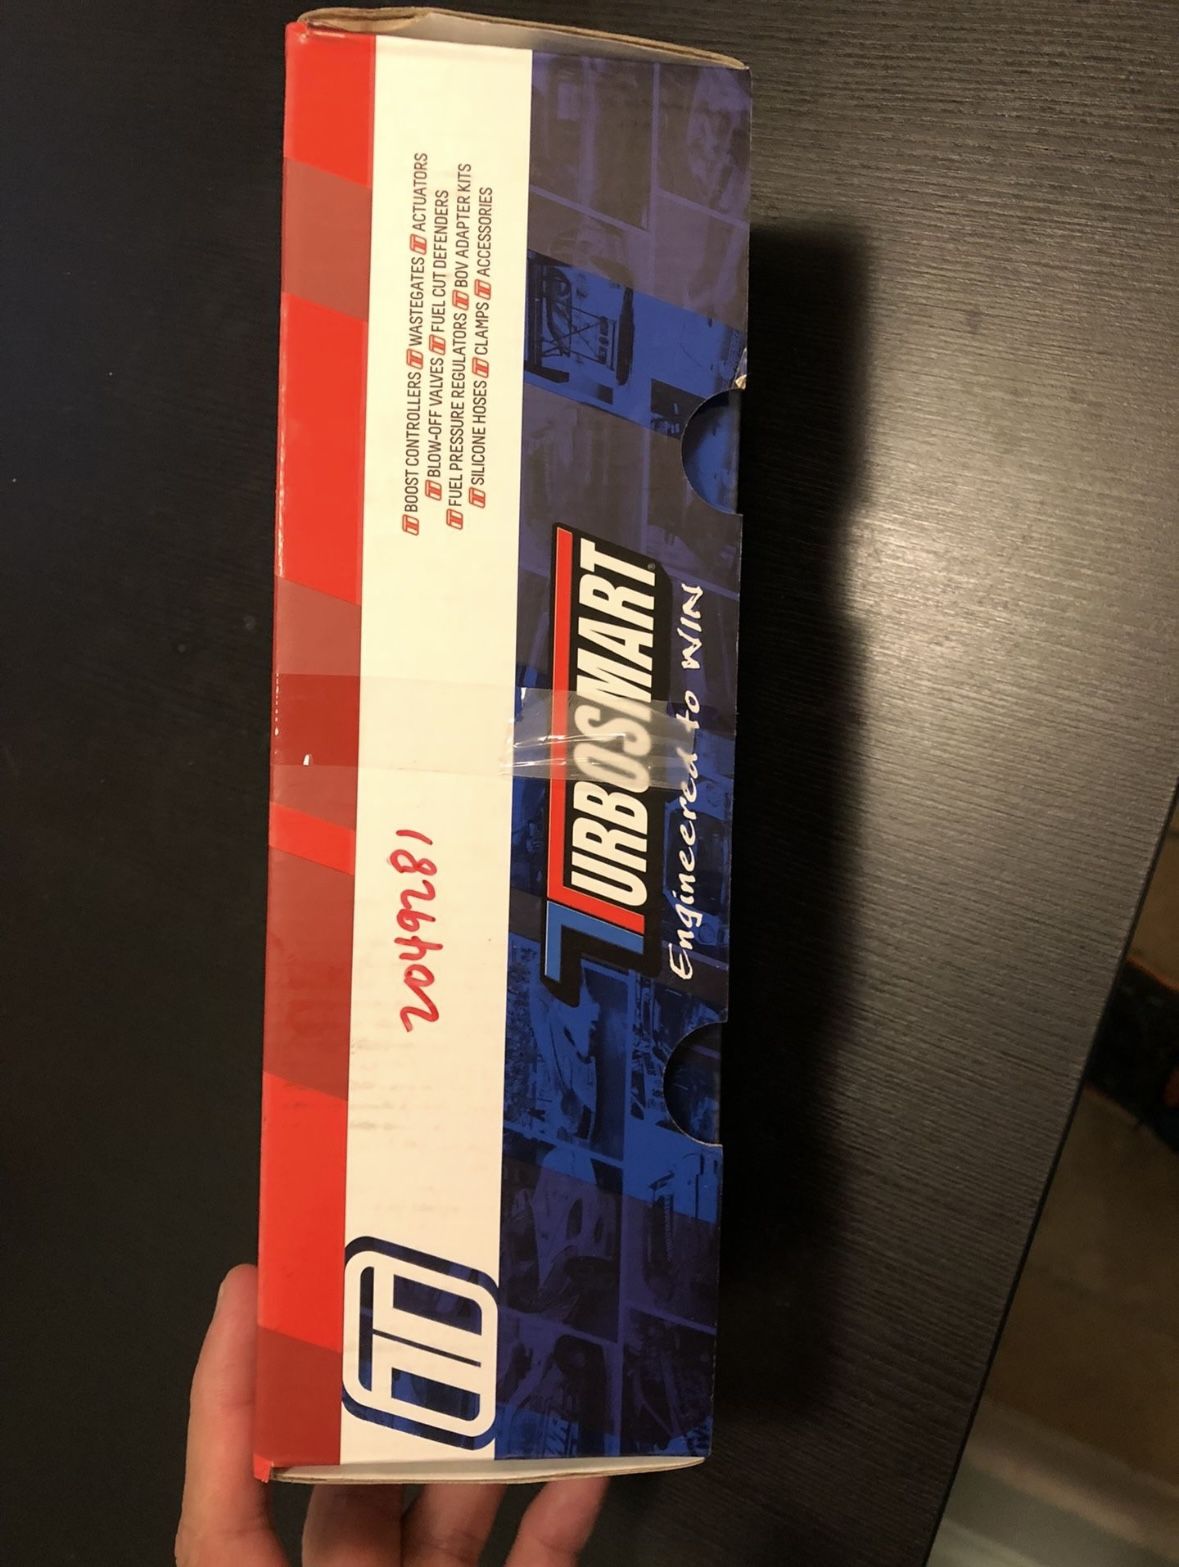 BOOST CONTROLLERS WASTEGATES ACTUATORS
BLOW-OFF VALVES FUEL CUT DEFENDERS
FUEL PRESSURE REGULATORS BOV ADAPTER KITS
SILICONE HOSES CLAMPS ACCESSORIES
2049281
TURBOSMART
Engineered to WIN